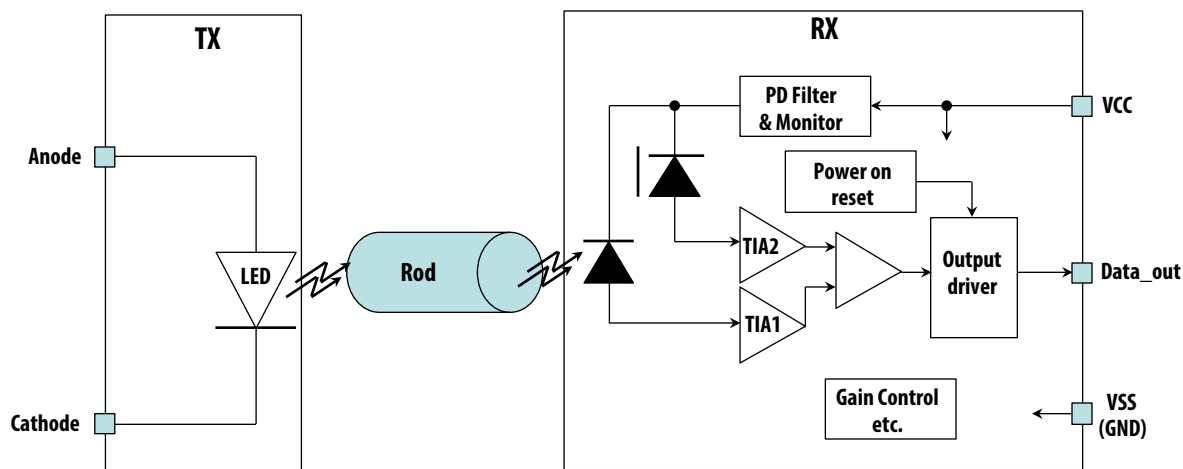 TX
RX
PD Filter
& Monitor
VCC
Anode
Power on
reset
LED
Rod
TIA2
Output
driver
Data_out
TIA1
Gain Control
etc.
Cathode
VSS
(GND)